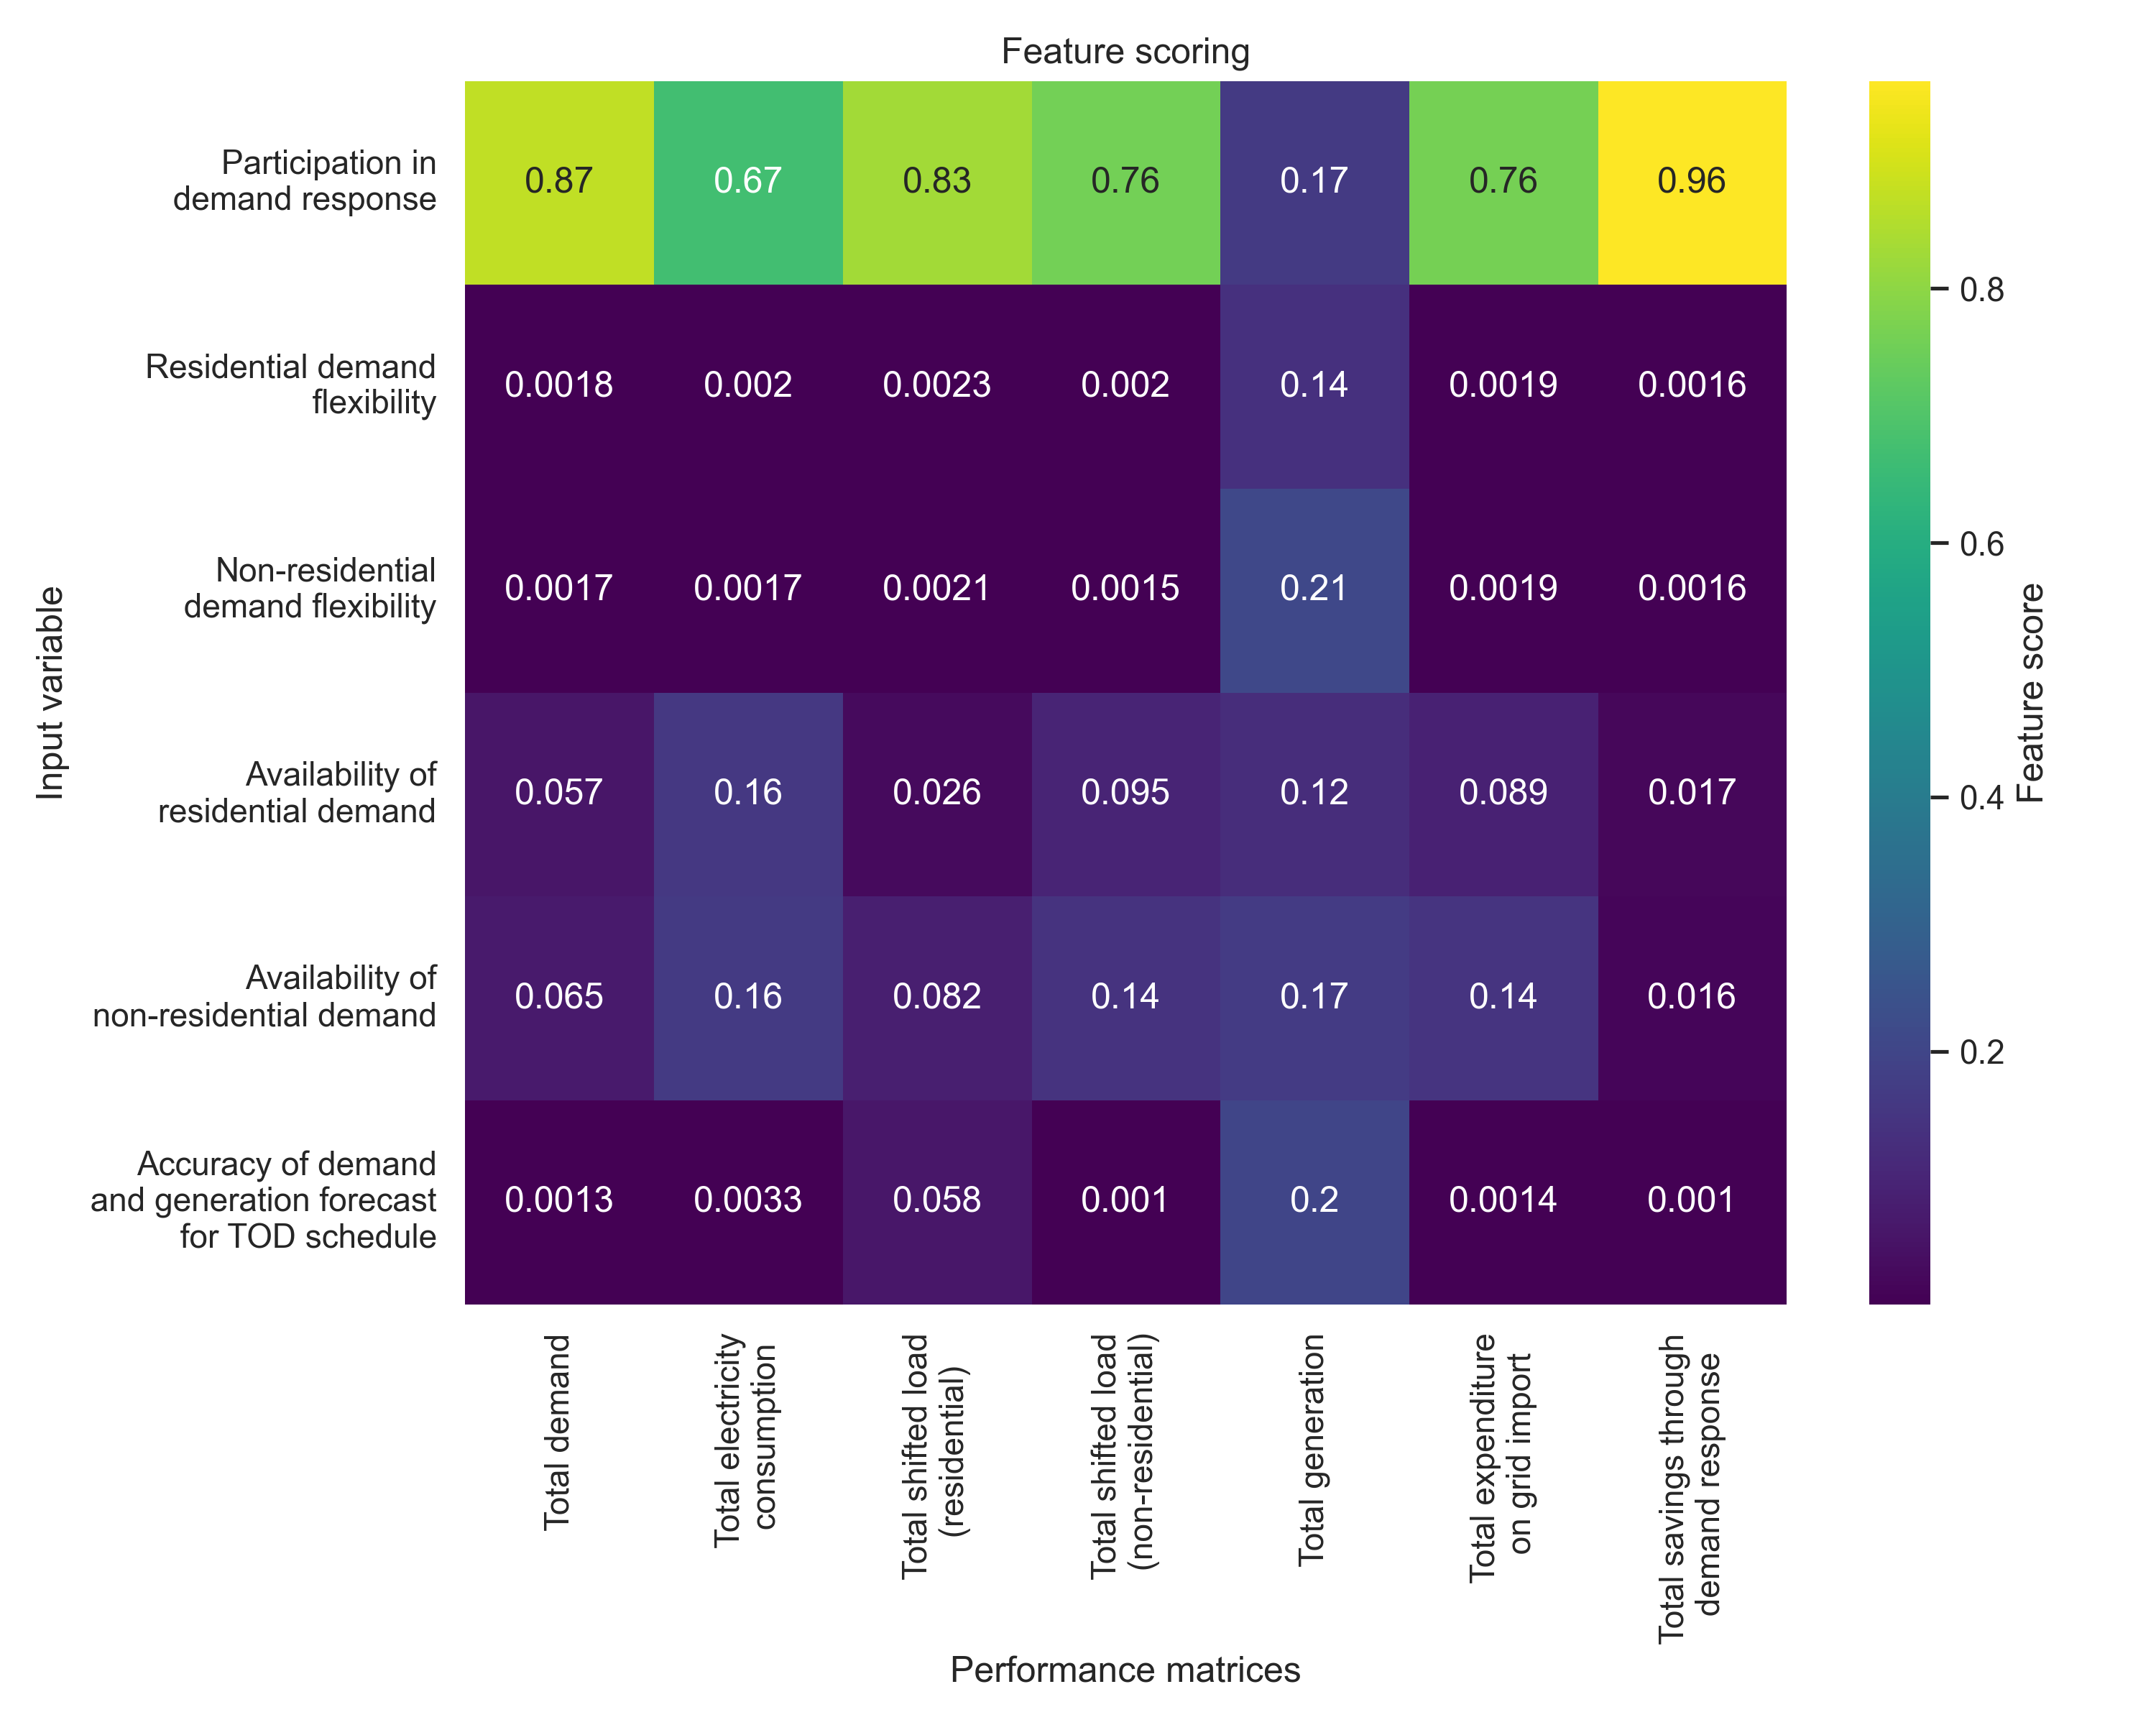 Feature scoring
Participation in
demand response
0.87 0.67 0.83 0.76 0.17 0.76 0.96
Residential demand
flexibility
0.0018 0.002 0.0023 0.002 0.14 0.0019 0.0016
Non-residential
demand flexibility
0.0017 0.0017 0.0021 0.0015 0.21 0.0019 0.0016
Availability of
residential demand
0.057 0.16 0.026 0.095 0.12 0.089 0.017
Availability of
non-residential demand
0.065 0.16 0.082 0.14 0.17 0.14 0.016
Accuracy of demand
and generation forecast
for TOD schedule
0.0013 0.0033 0.058 0.001 0.2 0.0014 0.001
Input variable
Total demand
Total electricity
consumption
Total shifted load
(residential)
Total shifted load
(non-residential)
Total generation
Total expenditure
on grid import
Total savings through
demand response
Performance matrices
0.8
0.6
0.4
0.2
Feature score